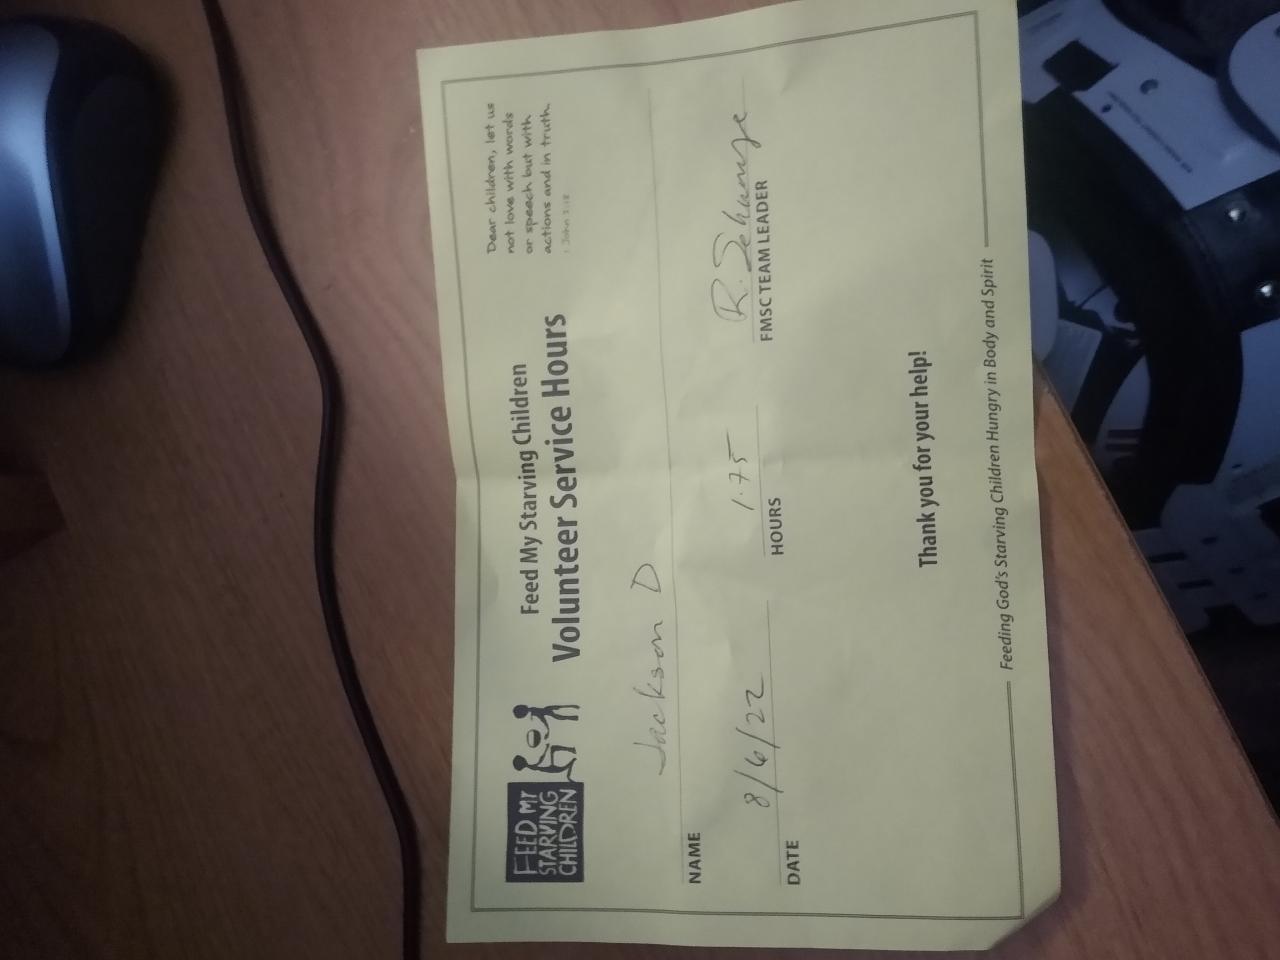 FEED MY
STARVING
CHILDREN
Feed My Starving Children
Volunteer Service Hours
Dear children, let us
not love with words
or speech but with
actions and in truth.
1 John 3:18
Jackson D
NAME
8/6/22
1.75
R.
DATE
HOURS
FMSC TEAM LEADER
Thank you for your help!
Feeding God's Starving Children Hungry in Body and Spirit